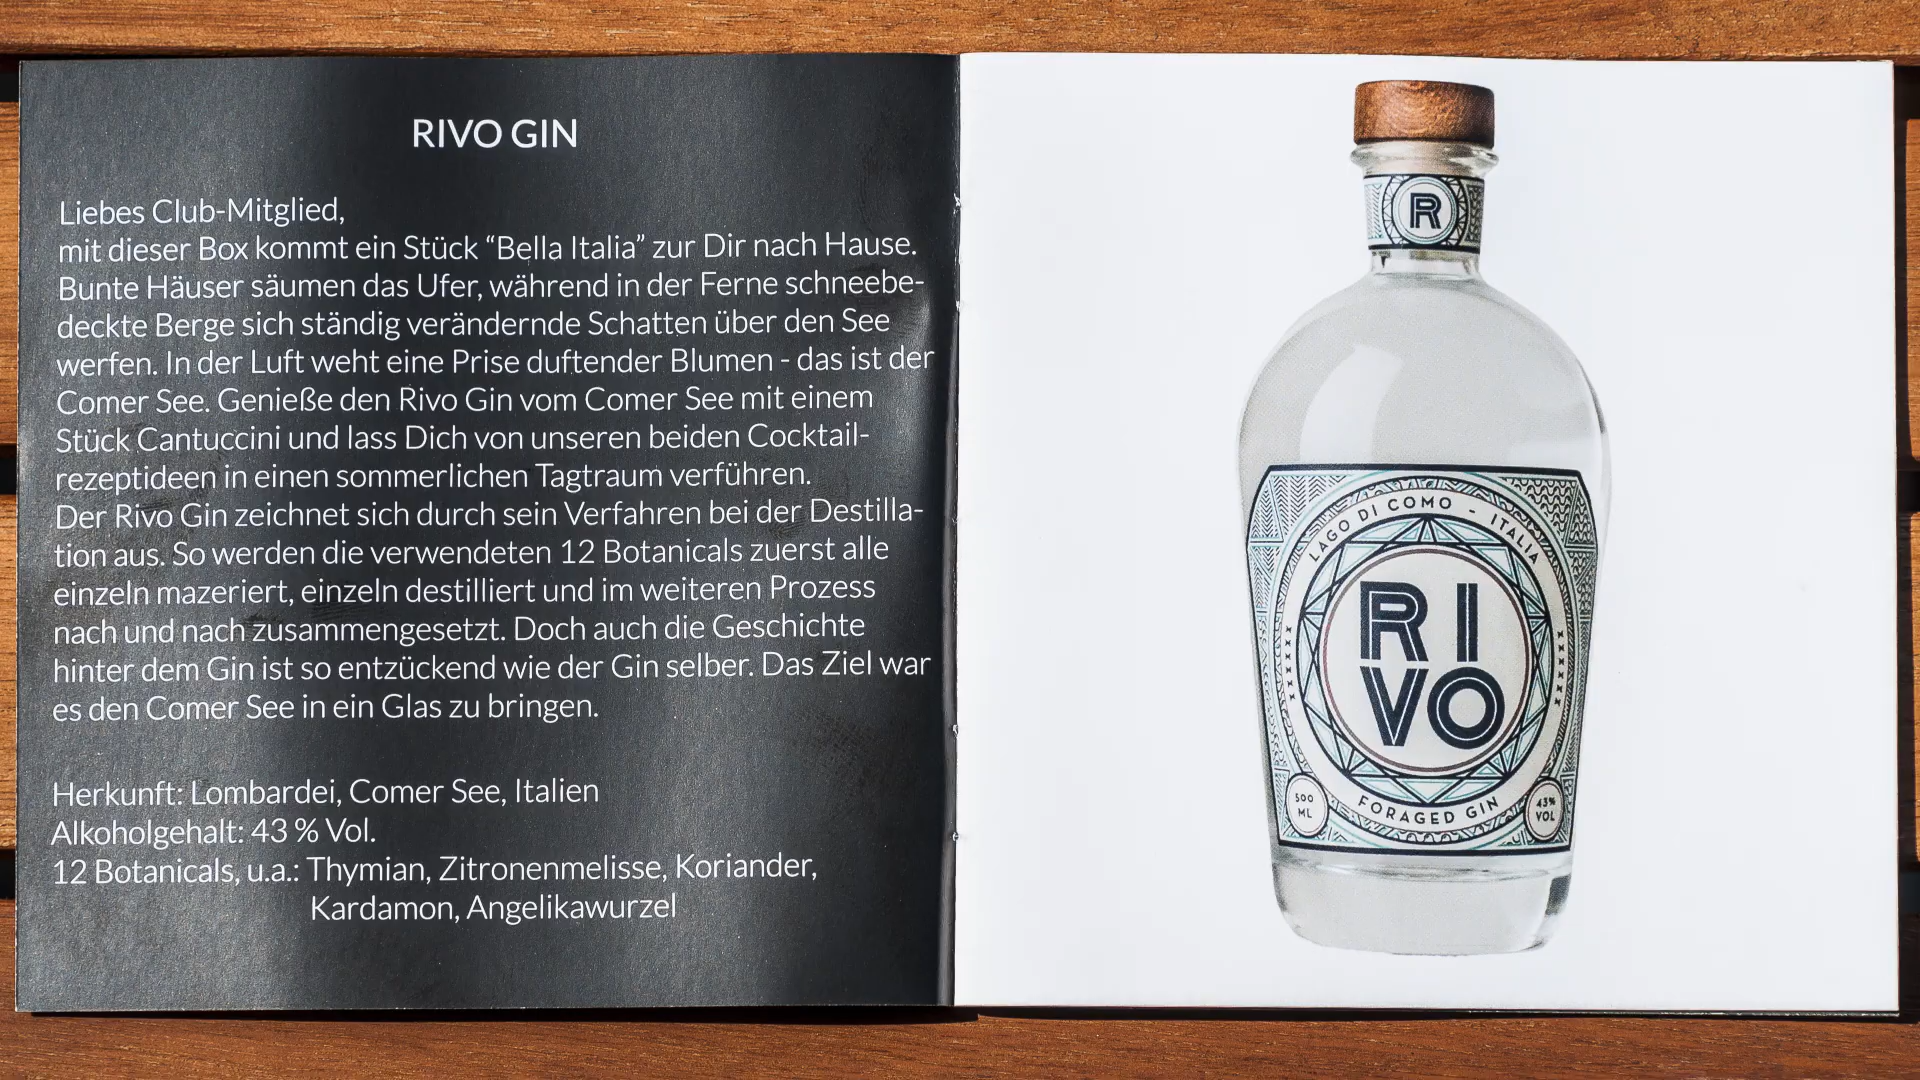 RIVO GIN
Liebes Club-Mitglied,
mit dieser Box kommt ein Stück “Bella Italia” zur Dir nach Hause.
Bunte Häuser säumen das Ufer, während in der Ferne schneebe-
deckte Berge sich ständig verändernde Schatten über den See
werfen. In der Luft weht eine Prise duftender Blumen - das ist der
Comer See. Genieße den Rivo Gin vom Comer See mit einem
Stück Cantuccini und lass Dich von unseren beiden Cocktail-
rezeptideen in einen sommerlichen Tagtraum verführen.
Der Rivo Gin zeichnet sich durch sein Verfahren bei der Destilla-
tion aus. So werden die verwendeten 12 Botanicals zuerst alle
einzeln mazeriert, einzeln destilliert und im weiteren Prozess
nach und nach zusammengesetzt. Doch auch die Geschichte
hinter dem Gin ist so entzückend wie der Gin selber. Das Ziel war
es den Comer See in ein Glas zu bringen.
Herkunft: Lombardei, Comer See, Italien
Alkoholgehalt: 43 % Vol.
12 Botanicals, u.a.: Thymian, Zitronenmelisse, Koriander,
Kardamon, Angelikawurzel
R
LAGO DI COMO - ITALIA
RI
VO
500
ML
FORAGED GIN
43%
VOL